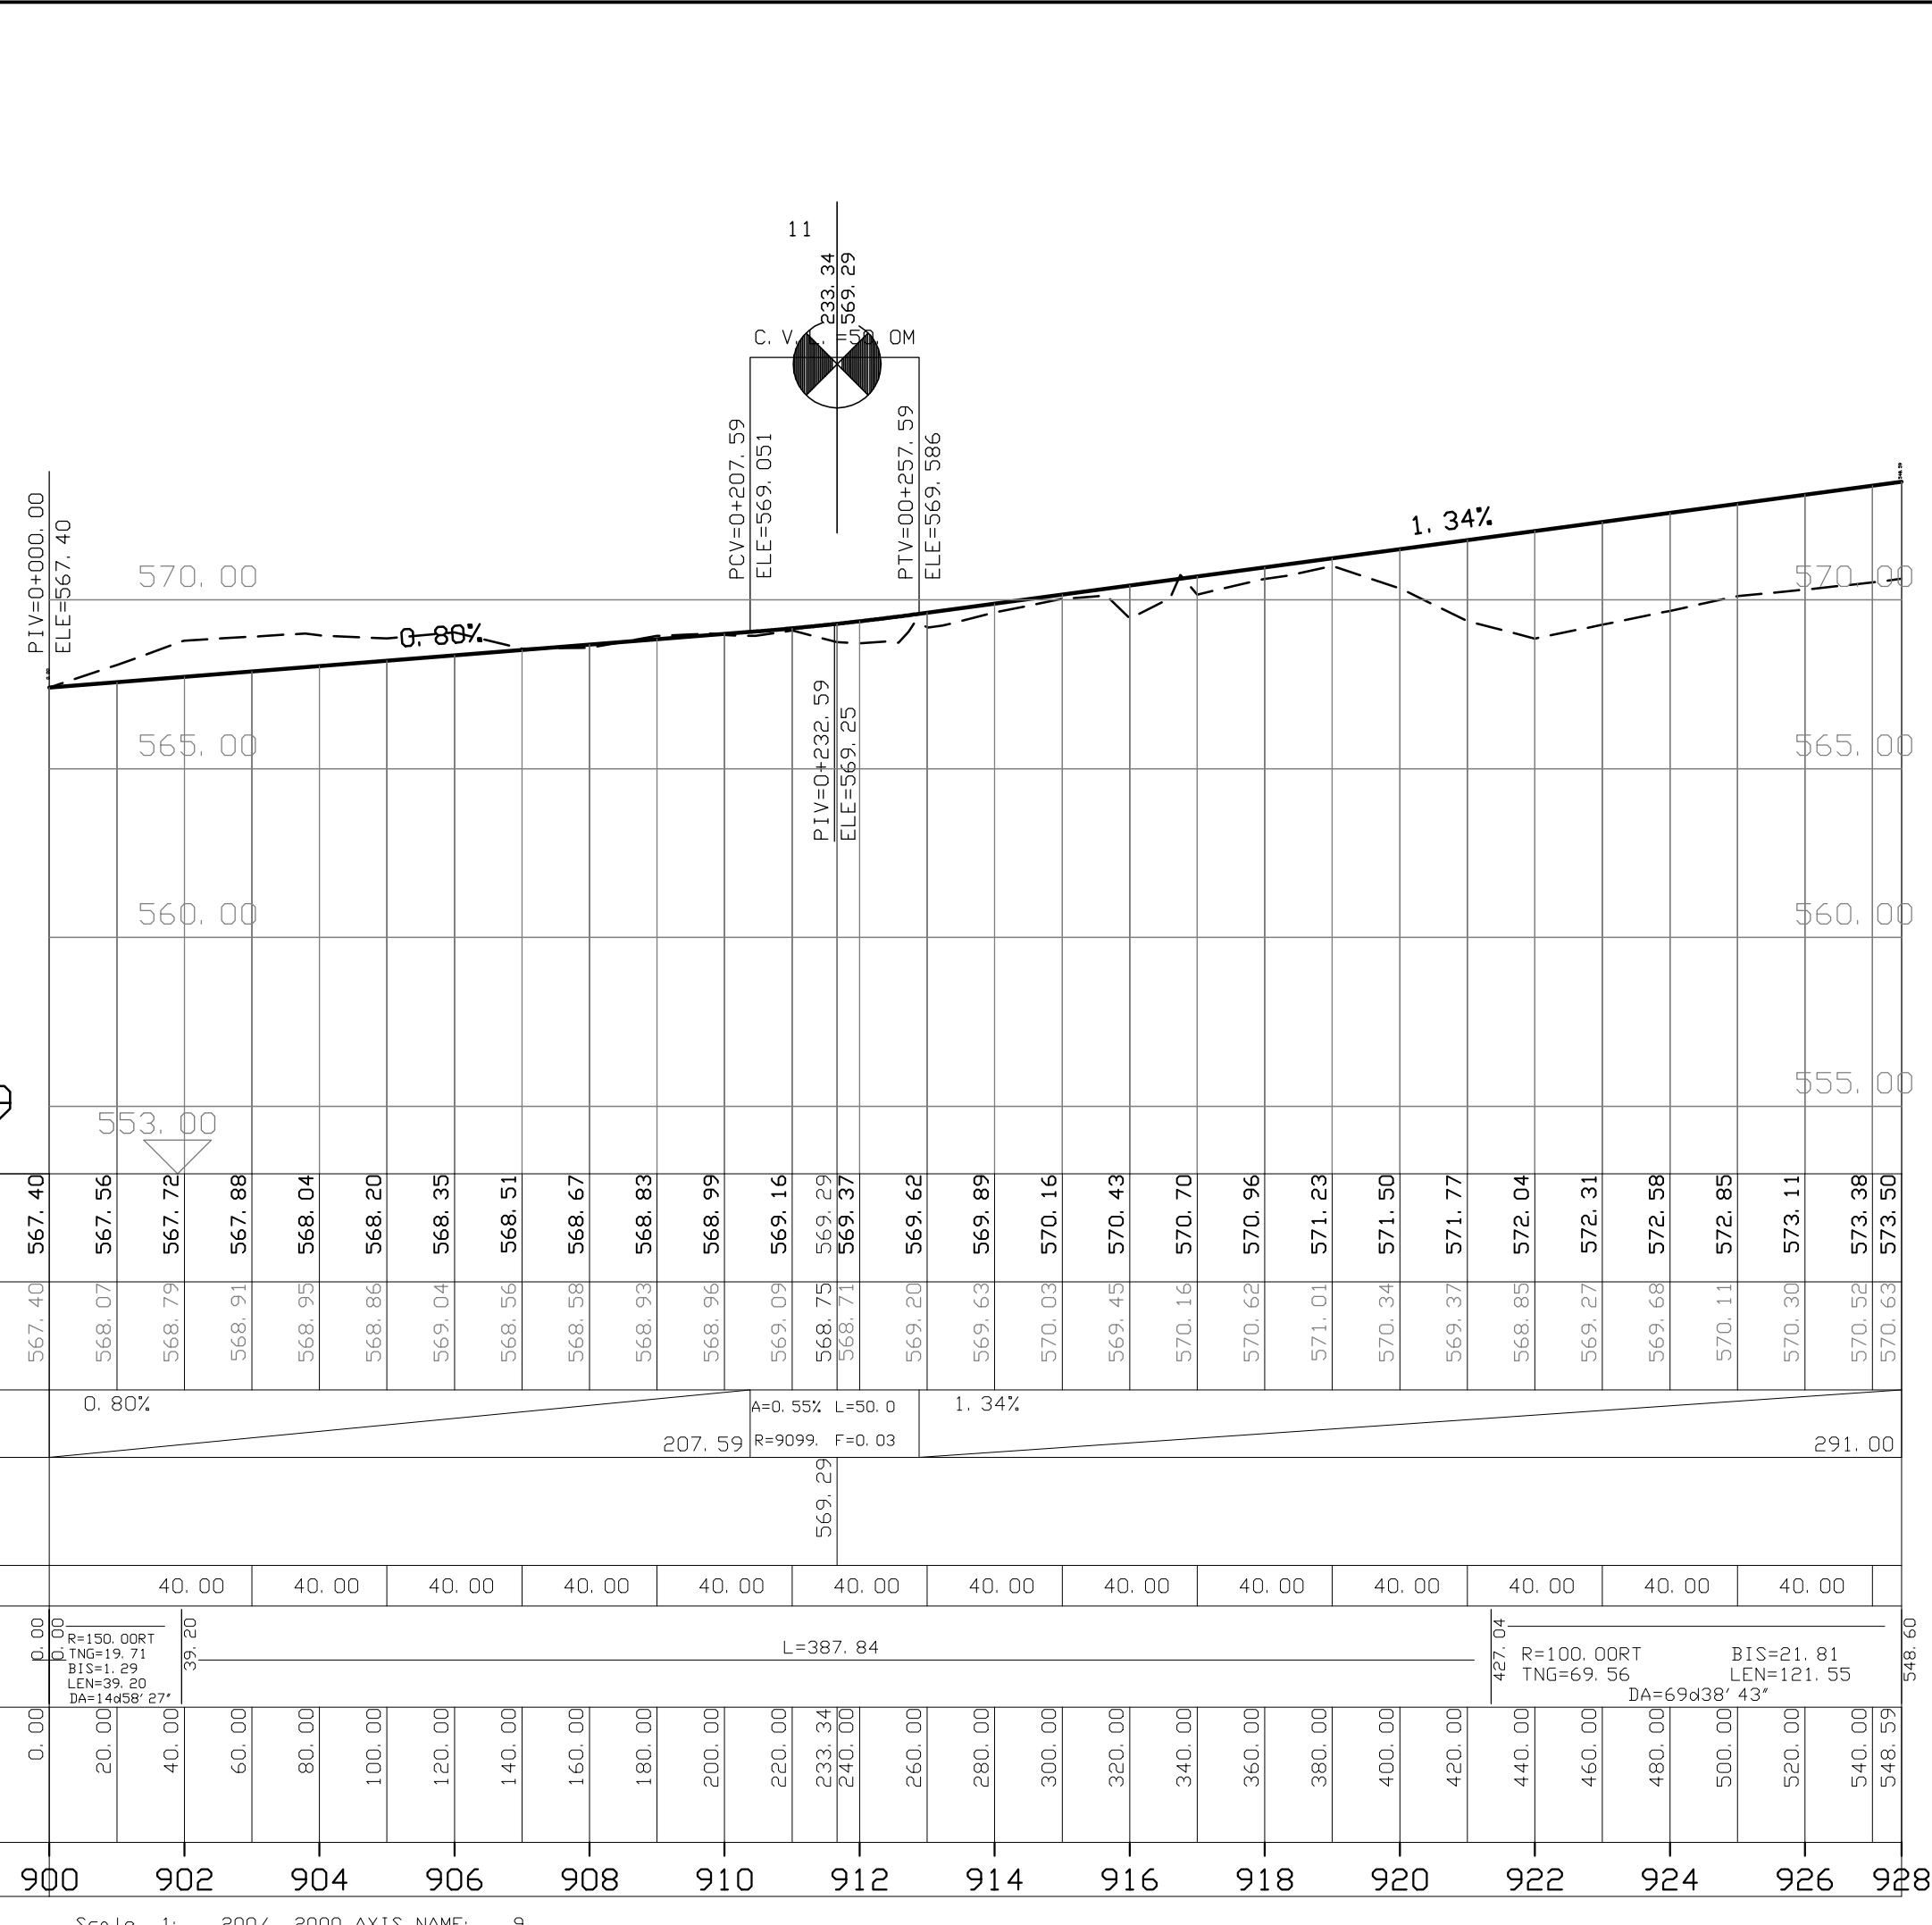 11
233. 34
569. 29
C. V. L. =50. 0M
PCV=0+207. 59
ELE=569. 051
PTV=00+257. 59
ELE=569. 586
PIV=0+000. 00
ELE=567. 40
1. 34%
0. 80%
570. 00
570. 00
PIV=0+232. 59
ELE=569. 25
565. 00
565. 00
560. 00
560. 00
555. 00
553. 00
567. 40 567. 56 567. 72 567. 88 568. 04 568. 20 568. 35 568. 51 568. 67 568. 83 568. 99 569. 16 569. 29 569. 37 569. 62 569. 89 570. 16 570. 43 570. 70 570. 96 571. 23 571. 50 571. 77 572. 04 572. 31 572. 58 572. 85 573. 11 573. 38 573. 50
567. 40 568. 07 568. 79 568. 91 568. 95 568. 86 569. 04 568. 56 568. 58 568. 93 568. 96 569. 09 568. 75 568. 71 569. 20 569. 63 570. 03 569. 45 570. 16 570. 62 571. 01 570. 34 569. 37 568. 85 569. 27 569. 68 570. 11 570. 30 570. 52 570. 63
0. 80% A=0. 55% L=50. 0 1. 34%
207. 59 R=9099. F=0. 03 291. 00
569. 29
40. 00 40. 00 40. 00 40. 00 40. 00 40. 00 40. 00 40. 00 40. 00 40. 00 40. 00 40. 00 40. 00
0. 00
0. 00
R=150. 00RT
TNG=19. 71
BIS=1. 29
LEN=39. 20
DA=14d58' 27"
39. 20
L=387. 84
427. 04
R=100. 00RT BIS=21. 81
TNG=69. 56 LEN=121. 55
DA=69d38' 43"
548. 60
0. 00 20. 00 40. 00 60. 00 80. 00 100. 00 120. 00 140. 00 160. 00 180. 00 200. 00 220. 00 233. 34 240. 00 260. 00 280. 00 300. 00 320. 00 340. 00 360. 00 380. 00 400. 00 420. 00 440. 00 460. 00 480. 00 500. 00 520. 00 540. 00 548. 59
900 902 904 906 908 910 912 914 916 918 920 922 924 926 928
Scale 1: 200/ 2000 AXIS NAME: 9